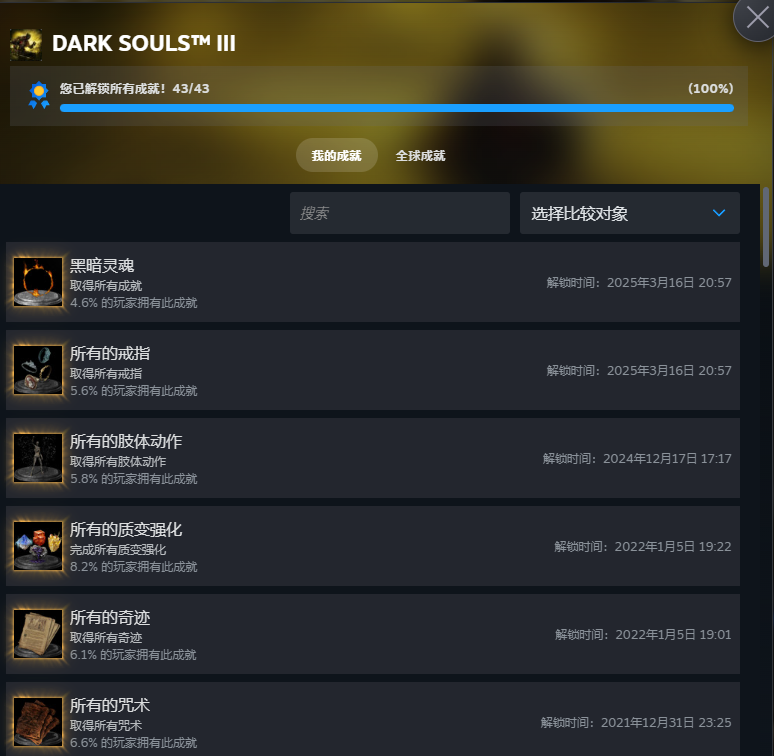 DARK SOULS™ III
您已解锁所有成就！43/43 (100%)
我的成就 全球成就
搜索 选择比较对象
黑暗灵魂
取得所有成就
4.6% 的玩家拥有此成就
解锁时间：2025年3月16日 20:57
所有的戒指
取得所有戒指
5.6% 的玩家拥有此成就
解锁时间：2025年3月16日 20:57
所有的肢体动作
取得所有肢体动作
5.8% 的玩家拥有此成就
解锁时间：2024年12月17日 17:17
所有的质变强化
完成所有质变强化
8.2% 的玩家拥有此成就
解锁时间：2022年1月5日 19:22
所有的奇迹
取得所有奇迹
6.1% 的玩家拥有此成就
解锁时间：2022年1月5日 19:01
所有的咒术
取得所有咒术
6.6% 的玩家拥有此成就
解锁时间：2021年12月31日 23:25